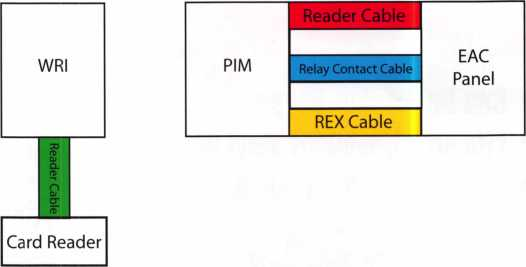 WRI
Reader Cable
Card Reader
PIM
Reader Cable
Relay Contact Cable
REX Cable
EAC
Panel